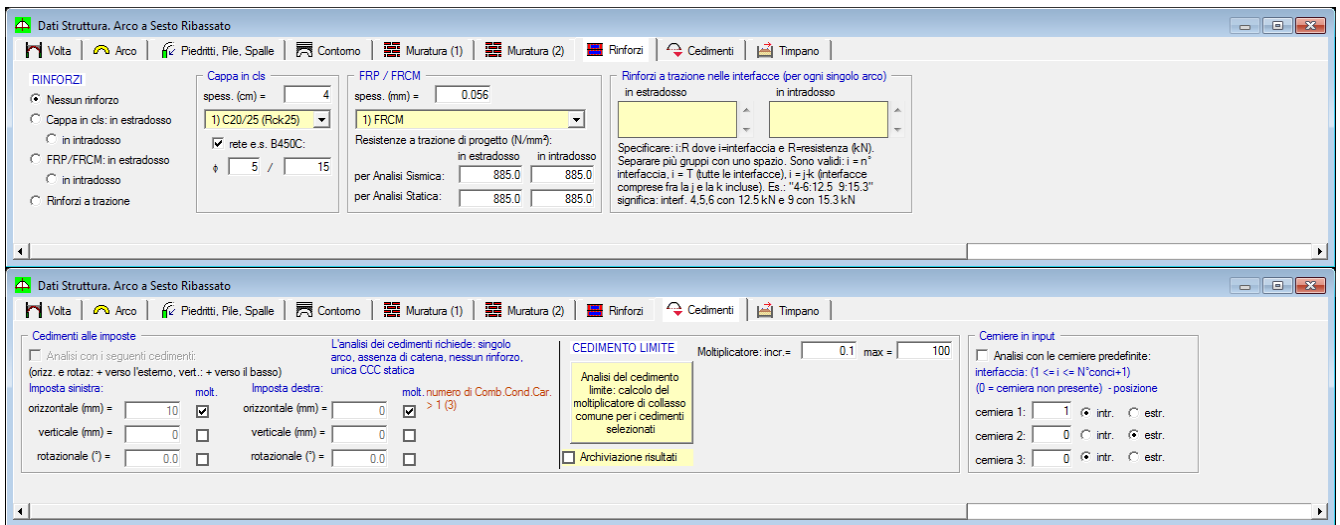 Dati Struttura. Arco a Sesto Ribassato
Volta Arco Piedritti, Pile, Spalle Contorno Muratura (1) Muratura (2) Rinforzi Cedimenti Timpano
RINFORZI
Nessun rinforzo
Cappa in cls: in estradosso
in intradosso
FRP/FRCM: in estradosso
in intradosso
Rinforzi a trazione
Cappa in cls
spess. (cm) = 4
1) C20/25 (Rck25)
rete e.s. B450C:
ϕ 5 / 15
FRP / FRCM
spess. (mm) = 0.056
1) FRCM
Resistenze a trazione di progetto (N/mm²):
in estradosso in intradosso
per Analisi Sismica: 885.0 885.0
per Analisi Statica: 885.0 885.0
Rinforzi a trazione nelle interfacce (per ogni singolo arco)
in estradosso in intradosso
Specificare: i:R dove i=interfaccia e R=resistenza (kN).
Separare più gruppi con uno spazio. Sono validi: i = n°
interfaccia, i = T (tutte le interfacce), i = j-k (interfacce
comprese fra la j e la k incluse). Es.: "4-6:12.5 9:15.3"
significa: interf. 4,5,6 con 12.5 kN e 9 con 15.3 kN
Dati Struttura. Arco a Sesto Ribassato
Volta Arco Piedritti, Pile, Spalle Contorno Muratura (1) Muratura (2) Rinforzi Cedimenti Timpano
Cedimenti alle imposte
Analisi con i seguenti cedimenti:
(orizz. e rotaz: + verso l'esterno, vert.: + verso il basso)
L'analisi dei cedimenti richiede: singolo
arco, assenza di catena, nessun rinforzo,
unica CCC statica
Imposta sinistra: molt.
orizzontale (mm) = 10
verticale (mm) = 0
rotazionale (°) = 0.0
Imposta destra: molt.
orizzontale (mm) = 0
verticale (mm) = 0
rotazionale (°) = 0.0
numero di Comb.Cond.Car.
> 1 (3)
CEDIMENTO LIMITE
Moltiplicatore: incr.= 0.1 max = 100
Analisi del cedimento
limite: calcolo del
moltiplicatore di collasso
comune per i cedimenti
selezionati
Archiviazione risultati
Cerniere in input
Analisi con le cerniere predefinite:
interfaccia: (1 <= i <= N°conci+1)
(0 = cerniera non presente) - posizione
cerniera 1: 1 intr. estr.
cerniera 2: 0 intr. estr.
cerniera 3: 0 intr. estr.